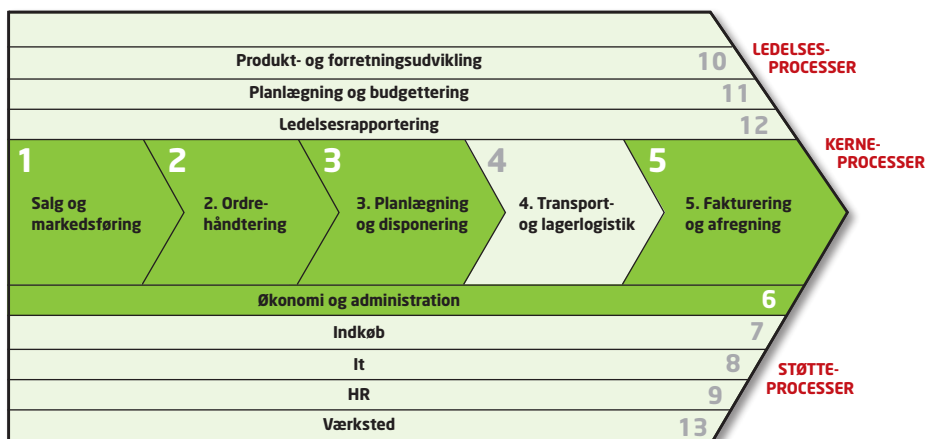 Produkt- og forretningsudvikling 10
LEDELSES-
PROCESSER
Planlægning og budgettering 11
Ledelsesrapportering 12
KERNE-
PROCESSER
1 2 3 4 5
Salg og
markedsføring
2. Ordre-
håndtering
3. Planlægning
og disponering
4. Transport-
og lagerlogistik
5. Fakturering
og afregning
Økonomi og administration 6
Indkøb 7
It 8
HR 9
STØTTE-
PROCESSER
Værksted 13